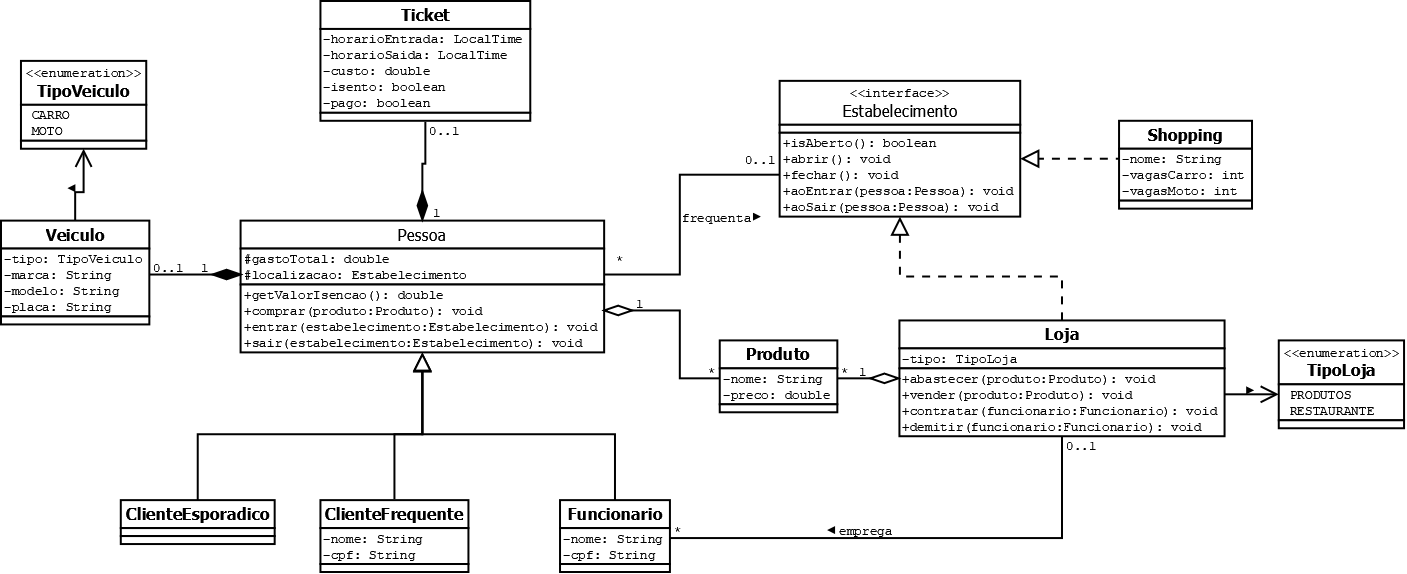 Ticket
-horarioEntrada: LocalTime
-horarioSaida: LocalTime
-custo: double
-isento: boolean
-pago: boolean
0..1
1
<<enumeration>>
TipoVeiculo
CARRO
MOTO
Veiculo
-tipo: TipoVeiculo
-marca: String
-modelo: String
-placa: String
0..1
1
Pessoa
#gastoTotal: double
#localizacao: Estabelecimento
+getValorIsencao(): double
+comprar(produto:Produto): void
+entrar(estabelecimento:Estabelecimento): void
+sair(estabelecimento:Estabelecimento): void
*
0..1
frequenta
<<interface>>
Estabelecimento
+isAberto(): boolean
+abrir(): void
+fechar(): void
+aoEntrar(pessoa:Pessoa): void
+aoSair(pessoa:Pessoa): void
Shopping
-nome: String
-vagasCarro: int
-vagasMoto: int
1
*
Produto
-nome: String
-preco: double
*
1
Loja
-tipo: TipoLoja
+abastecer(produto:Produto): void
+vender(produto:Produto): void
+contratar(funcionario:Funcionario): void
+demitir(funcionario:Funcionario): void
<<enumeration>>
TipoLoja
PRODUTOS
RESTAURANTE
0..1
ClienteEsporadico
ClienteFrequente
-nome: String
-cpf: String
Funcionario
-nome: String
-cpf: String
*
emprega